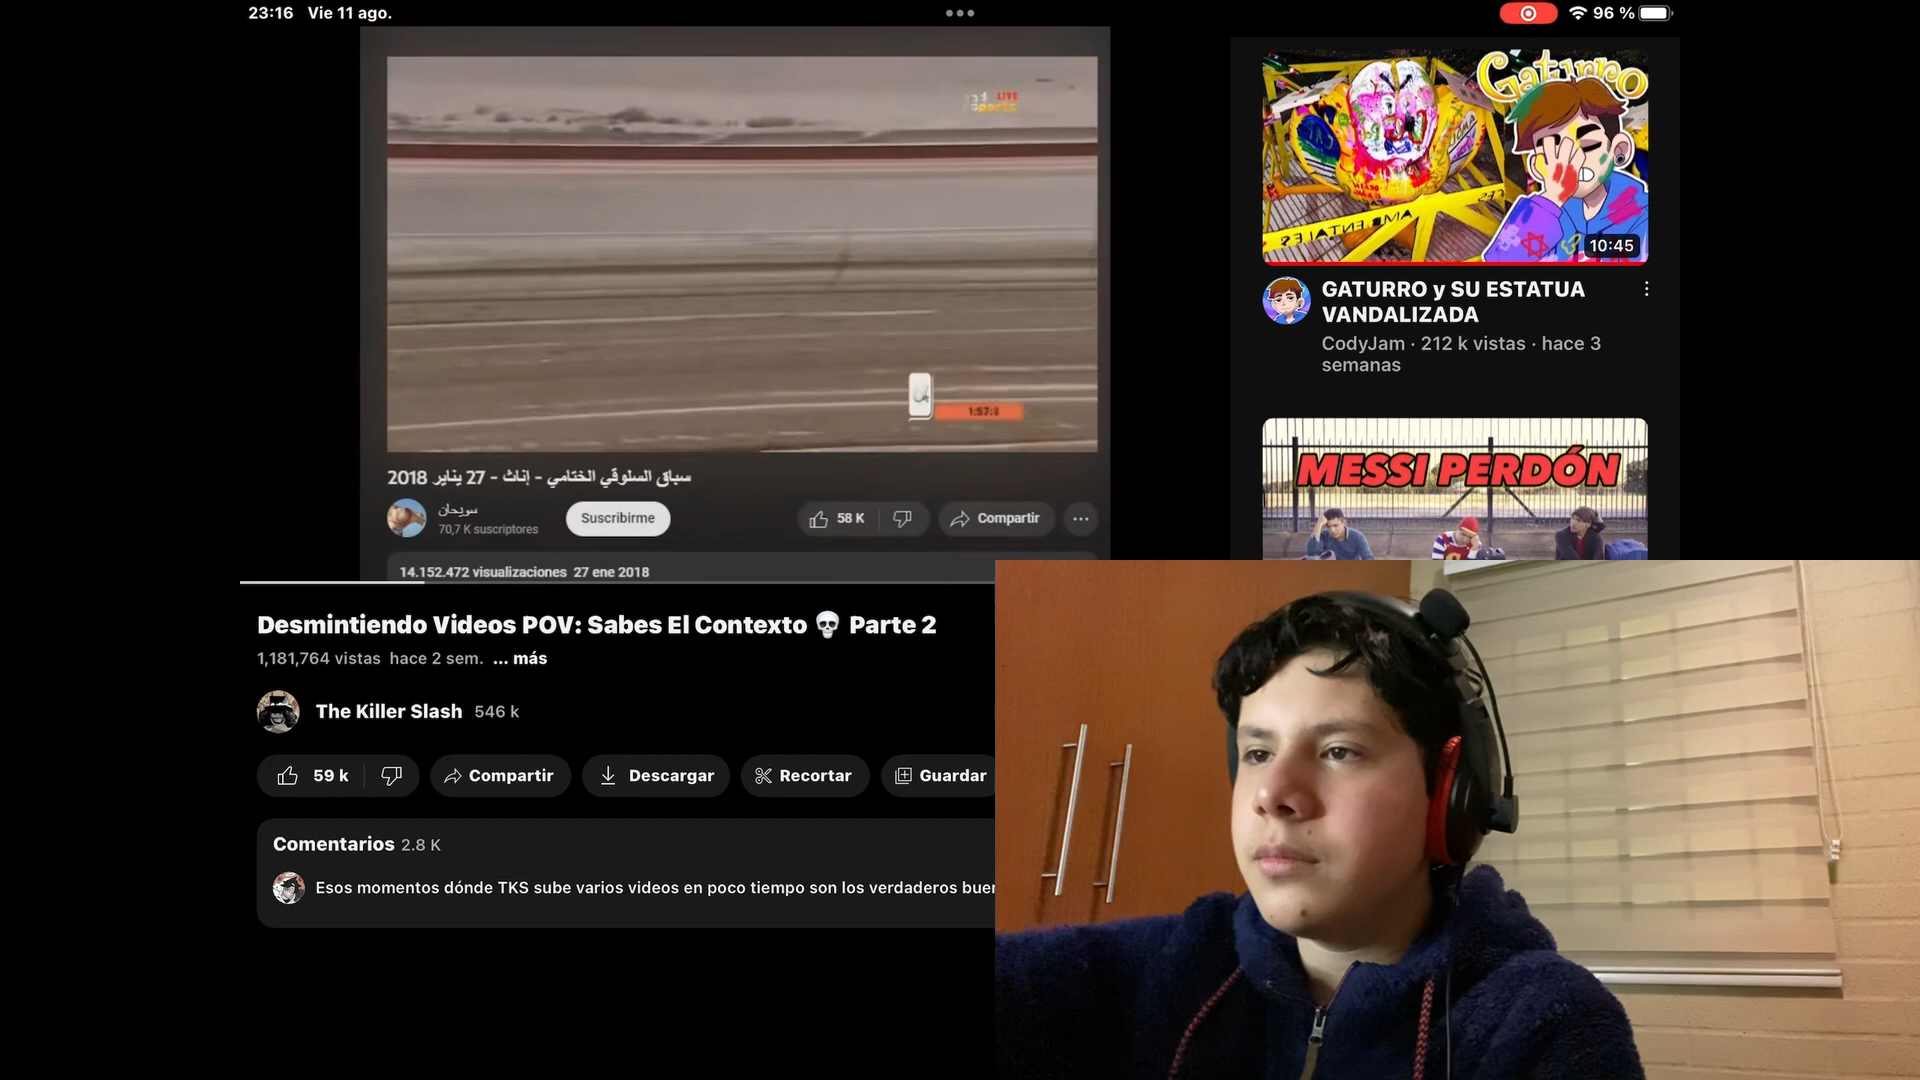 23:16 Vie 11 ago.
96 %
LIVE
1:57:8
سباق السلوقي الختامي - إناث - 27 يناير 2018
سويحان
70,7 K suscriptores
Suscribirme
58 K
Compartir
14.152.472 visualizaciones 27 ene 2018
Desmintiendo Videos POV: Sabes El Contexto 💀 Parte 2
1,181,764 vistas hace 2 sem. ... más
The Killer Slash 546 k
59 k
Compartir
Descargar
Recortar
Guardar
Comentarios 2.8 K
Esos momentos dónde TKS sube varios videos en poco tiempo son los verdaderos buen
Gaturro
10:45
GATURRO y SU ESTATUA
VANDALIZADA
CodyJam · 212 k vistas · hace 3
semanas
MESSI PERDÓN